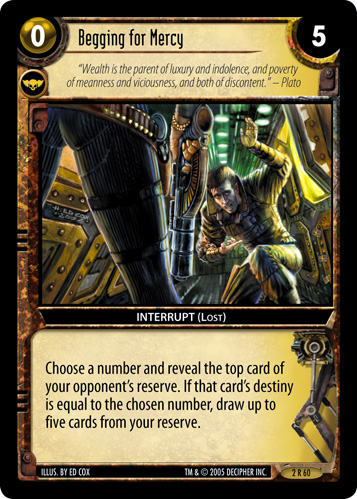 0
Begging for Mercy
5
“Wealth is the parent of luxury and indolence, and poverty
of meanness and viciousness, and both of discontent.” – Plato
INTERRUPT (LOST)
Choose a number and reveal the top card of
your opponent's reserve. If that card's destiny
is equal to the chosen number, draw up to
five cards from your reserve.
ILLUS. BY ED COX
TM & © 2005 DECIPHER INC.
2 R 60